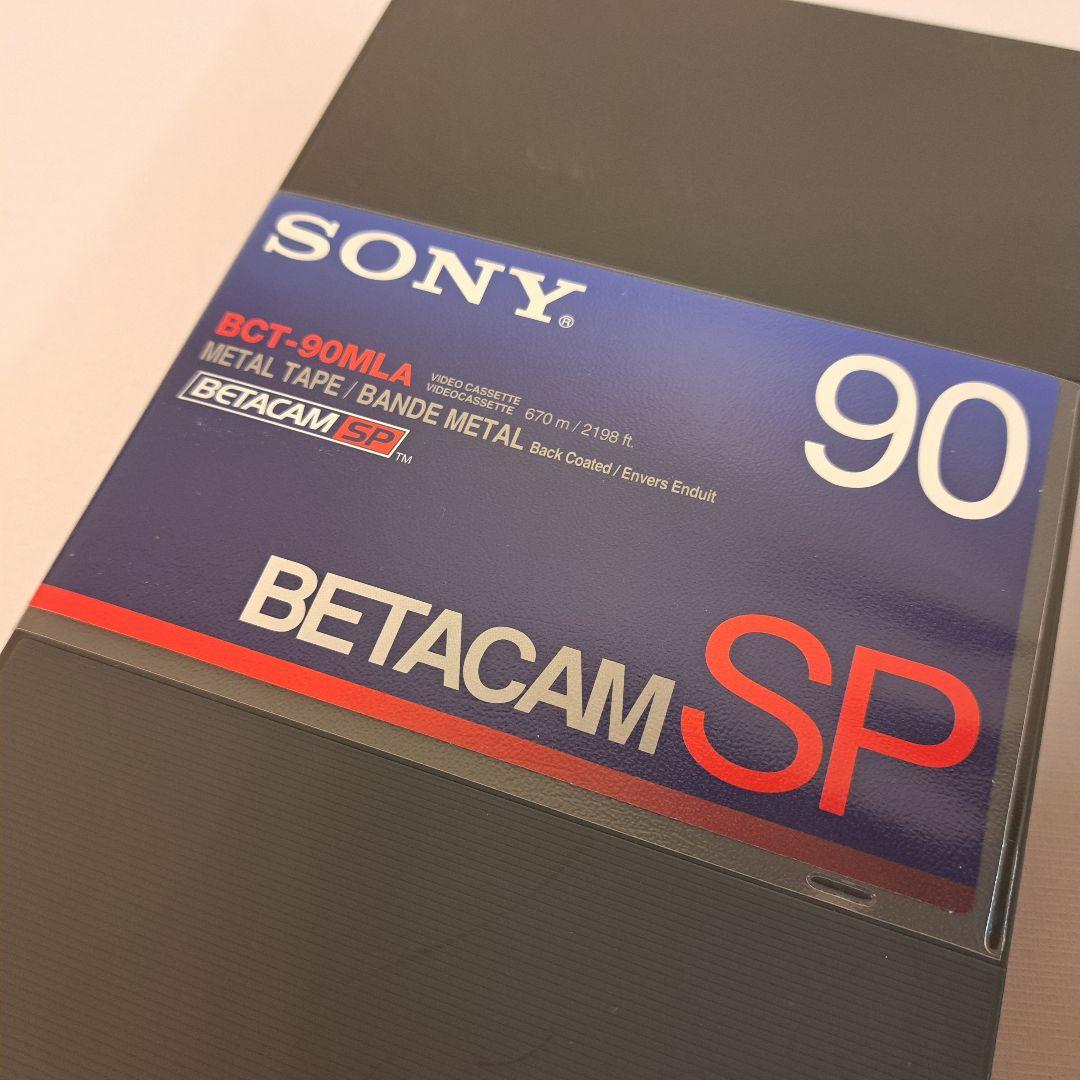 SONY®
90
BCT-90MLA VIDEO CASSETTE
VIDEOCASSETTE 670 m / 2198 ft.
METAL TAPE / BANDE METAL Back Coated / Envers Enduit
BETACAM SP™
BETACAM SP